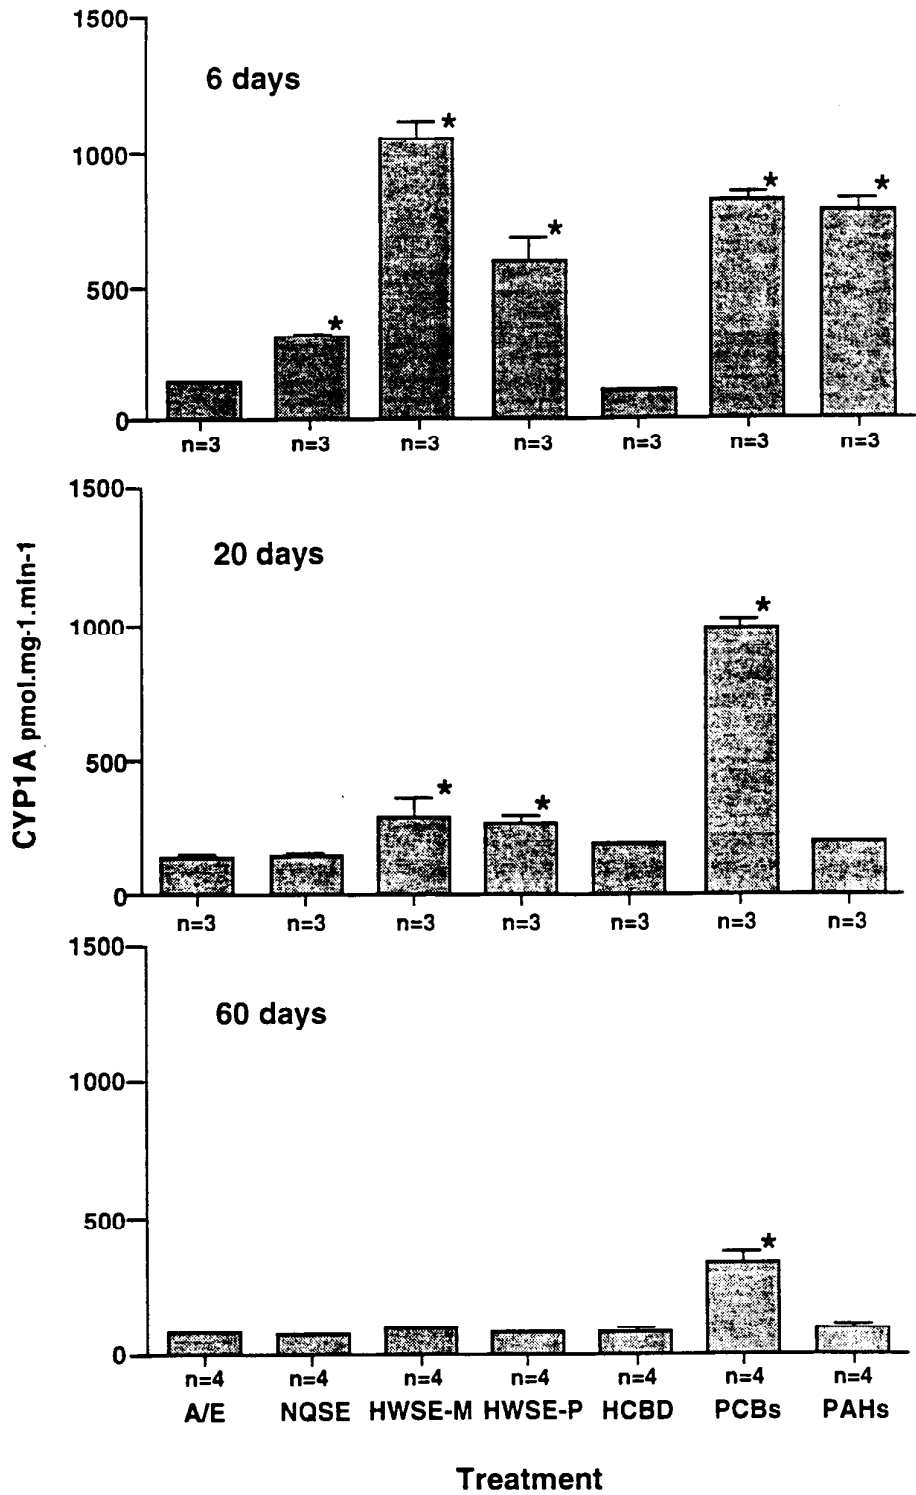 1500
6 days
*
*
*
*
*
1000
500
0
n=3 n=3 n=3 n=3 n=3 n=3 n=3
1500
20 days
*
1000
500
*
*
0
n=3 n=3 n=3 n=3 n=3 n=3 n=3
CYP1A pmol.mg-1.min-1
1500
60 days
1000
500
*
0
n=4 n=4 n=4 n=4 n=4 n=4 n=4
A/E NQSE HWSE-M HWSE-P HCBD PCBs PAHs
Treatment